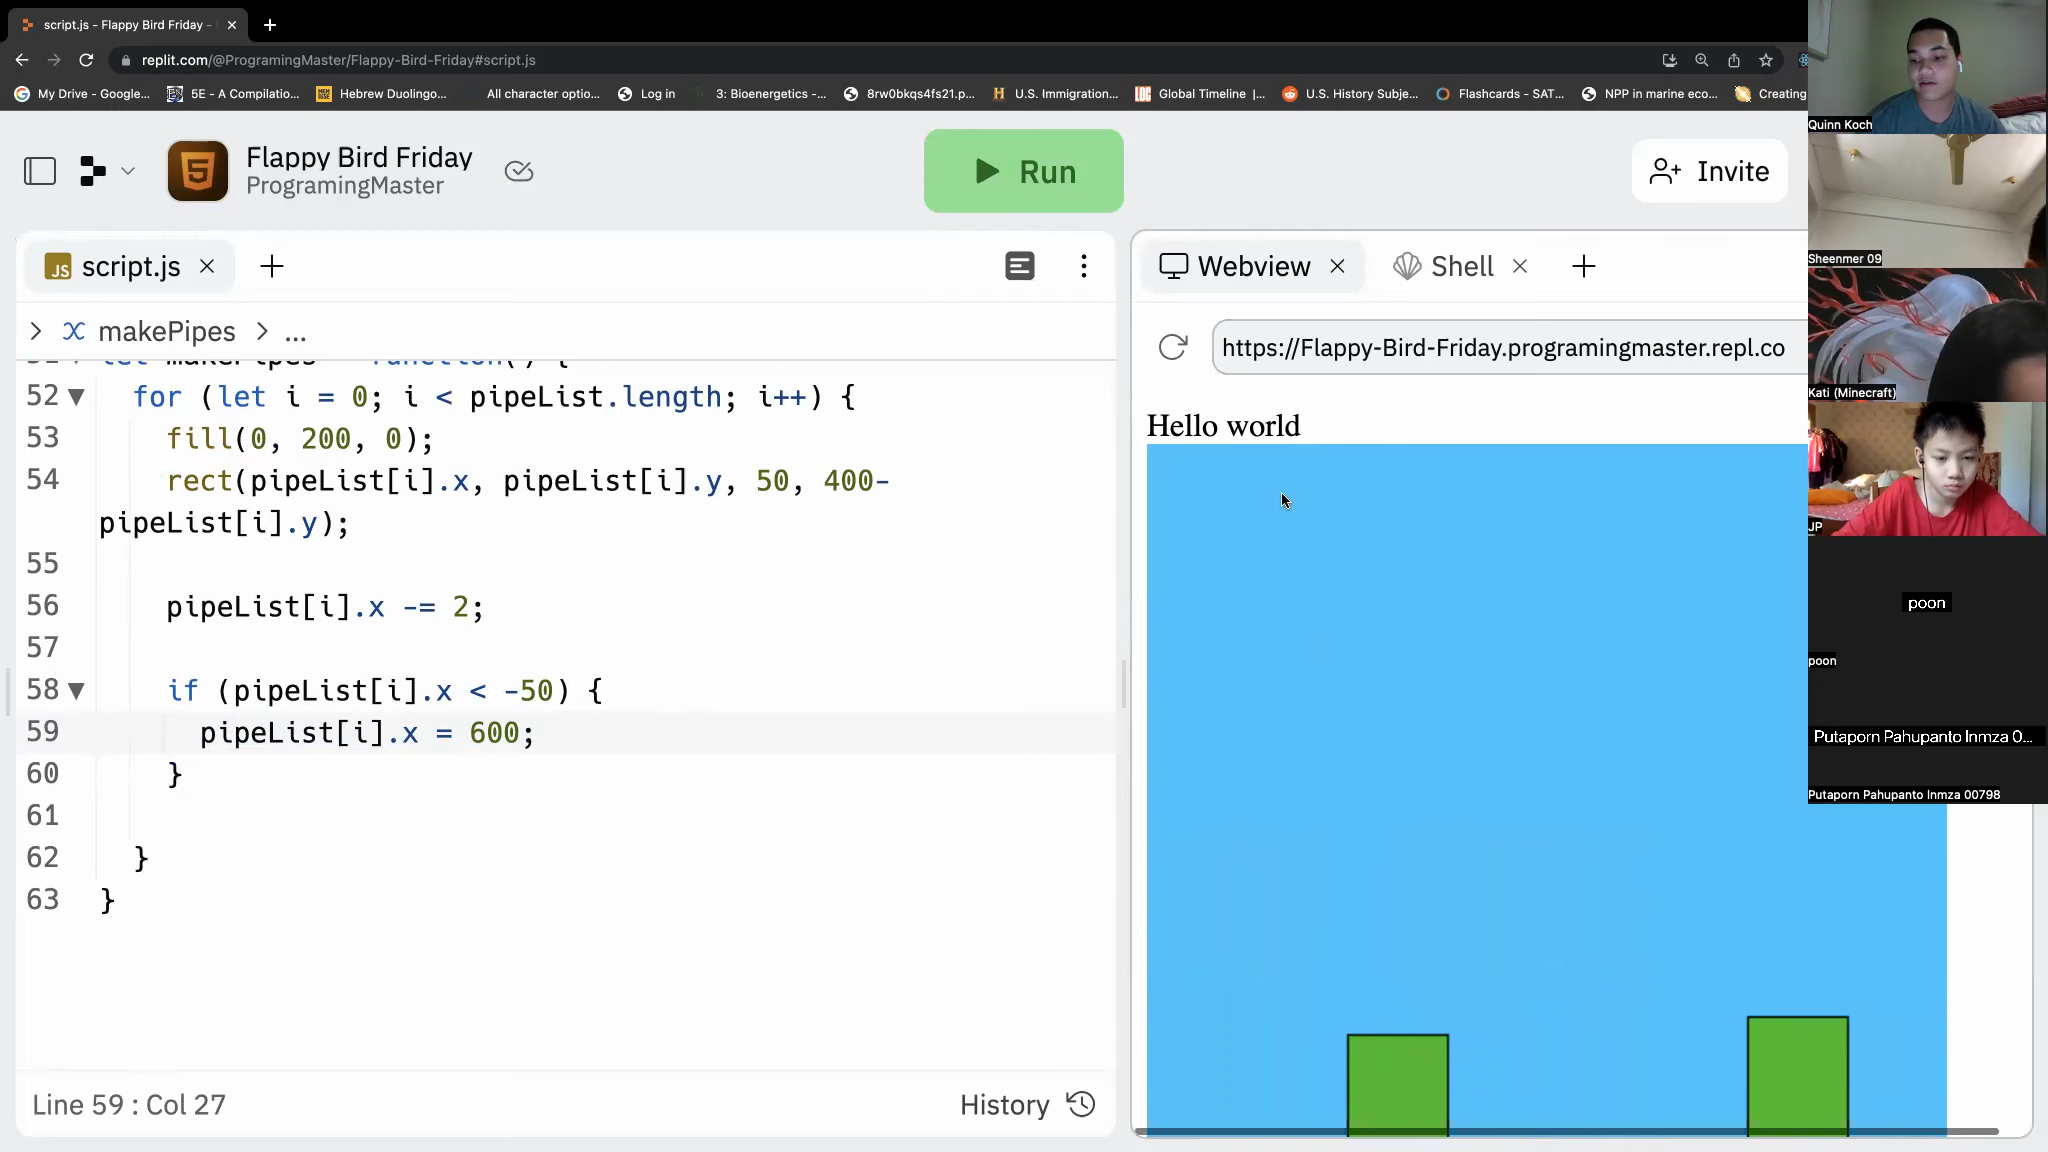 script.js - Flappy Bird Friday -
replit.com/@ProgramingMaster/Flappy-Bird-Friday#script.js
My Drive - Google...
5E - A Compilatio...
Hebrew Duolingo...
All character optio...
Log in
3: Bioenergetics -...
8rw0bkqs4fs21.p...
U.S. Immigration...
Global Timeline |...
U.S. History Subje...
Flashcards - SAT...
NPP in marine eco...
Creating
Flappy Bird Friday
ProgramingMaster
Run
Invite
JS script.js
makePipes > ...
51 let makePipes = function() {
52 for (let i = 0; i < pipeList.length; i++) {
53 fill(0, 200, 0);
54 rect(pipeList[i].x, pipeList[i].y, 50, 400-
pipeList[i].y);
55
56 pipeList[i].x -= 2;
57
58 if (pipeList[i].x < -50) {
59 pipeList[i].x = 600;
60 }
61
62 }
63 }
Line 59 : Col 27
History
Webview
Shell
https://Flappy-Bird-Friday.programingmaster.repl.co
Hello world
Quinn Koch
Sheenmer 09
Kati (Minecraft)
JP
poon
poon
Putaporn Pahupanto Inmza 0...
Putaporn Pahupanto Inmza 00798